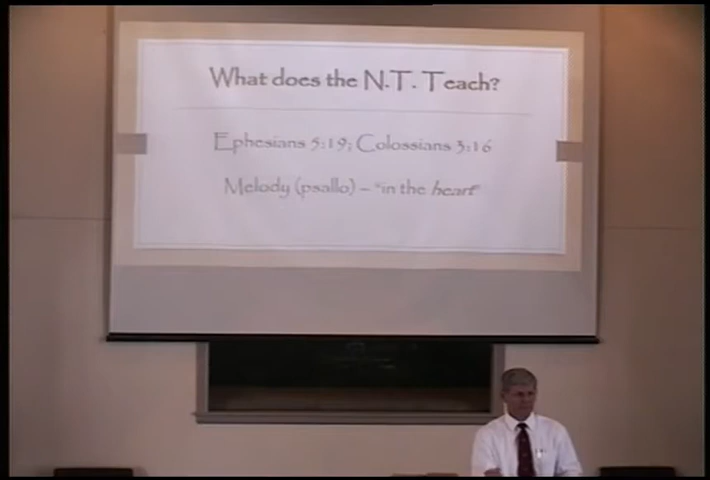 What does the N.T. Teach?
Ephesians 5:19; Colossians 3:16
Melody (psallo) – "in the heart"